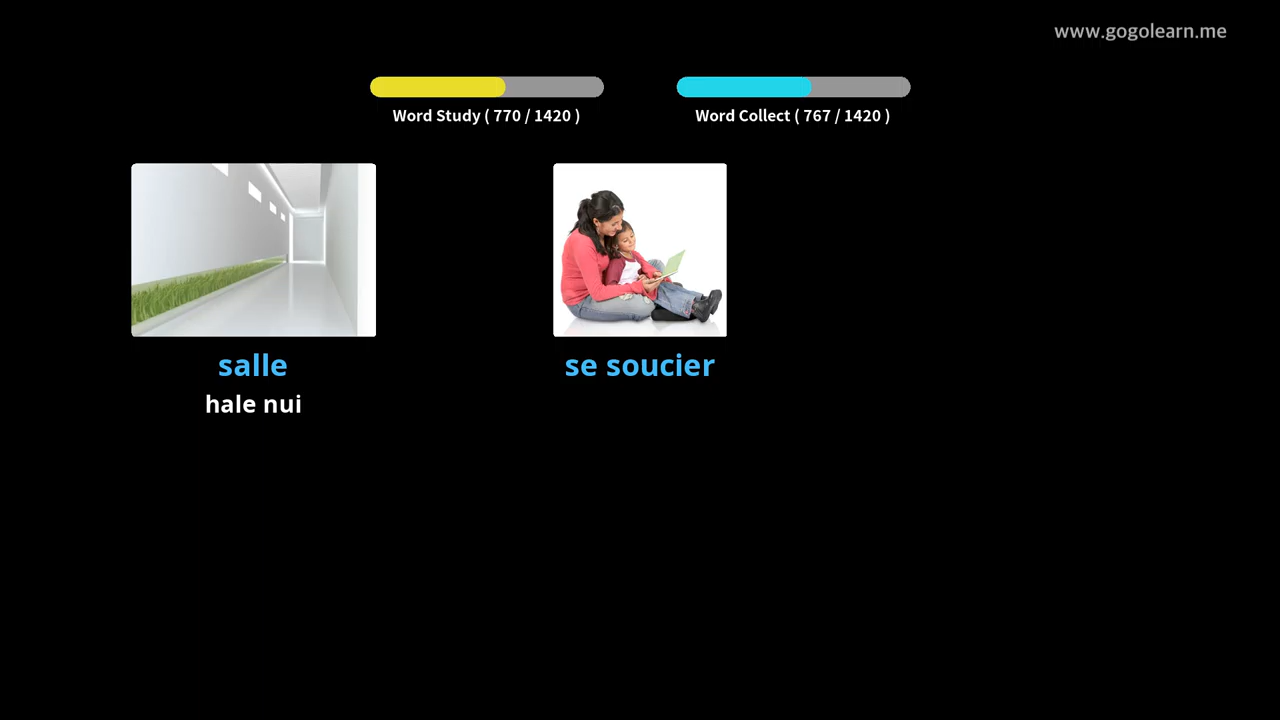 www.gogolearn.me
Word Study ( 770 / 1420 )
Word Collect ( 767 / 1420 )
salle
hale nui
se soucier